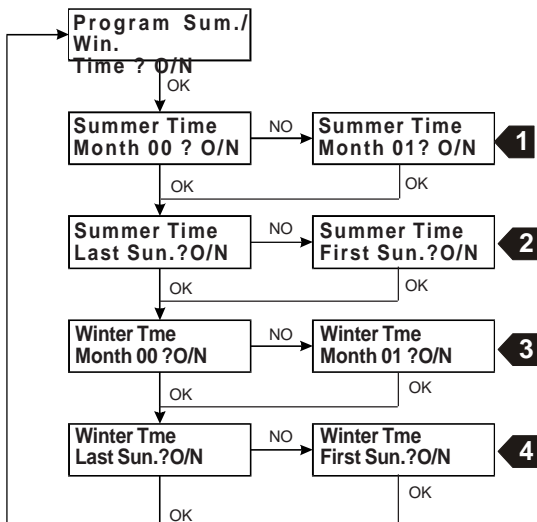 Program Sum./
Win.
Time ? O/N
OK
Summer Time
Month 00 ? O/N
NO
Summer Time
Month 01? O/N
1
OK
OK
Summer Time
Last Sun.?O/N
NO
Summer Time
First Sun.?O/N
2
OK
OK
Winter Tme
Month 00 ?O/N
NO
Winter Tme
Month 01 ?O/N
3
OK
OK
Winter Tme
Last Sun.?O/N
NO
Winter Tme
First Sun.?O/N
4
OK
OK